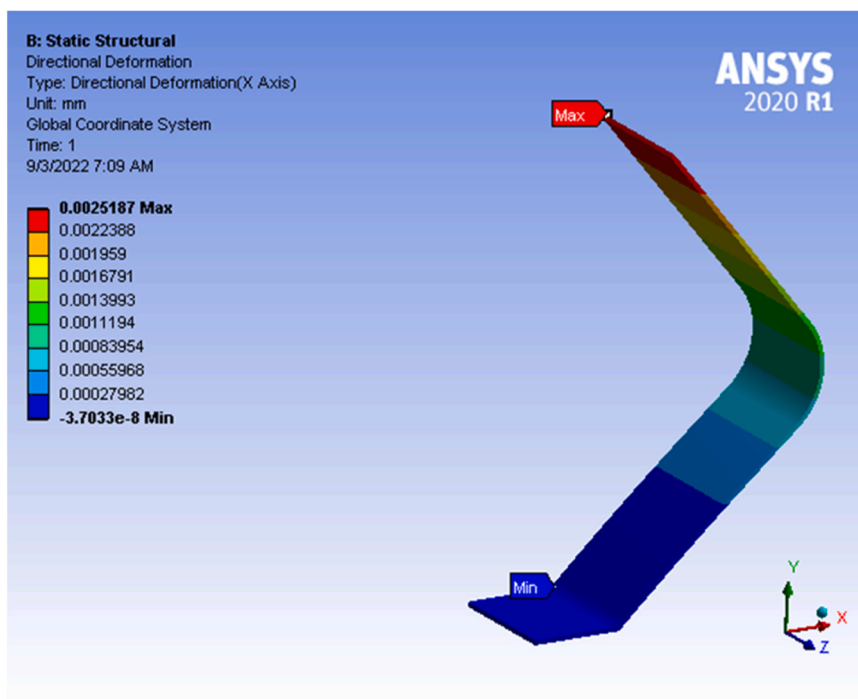 B: Static Structural
Directional Deformation
Type: Directional Deformation(X Axis)
Unit: mm
Global Coordinate System
Time: 1
9/3/2022 7:09 AM
ANSYS
2020 R1
0.0025187 Max
0.0022388
0.001959
0.0016791
0.0013993
0.0011194
0.00083954
0.00055968
0.00027982
-3.7033e-8 Min
Max
Min
Y
X
Z